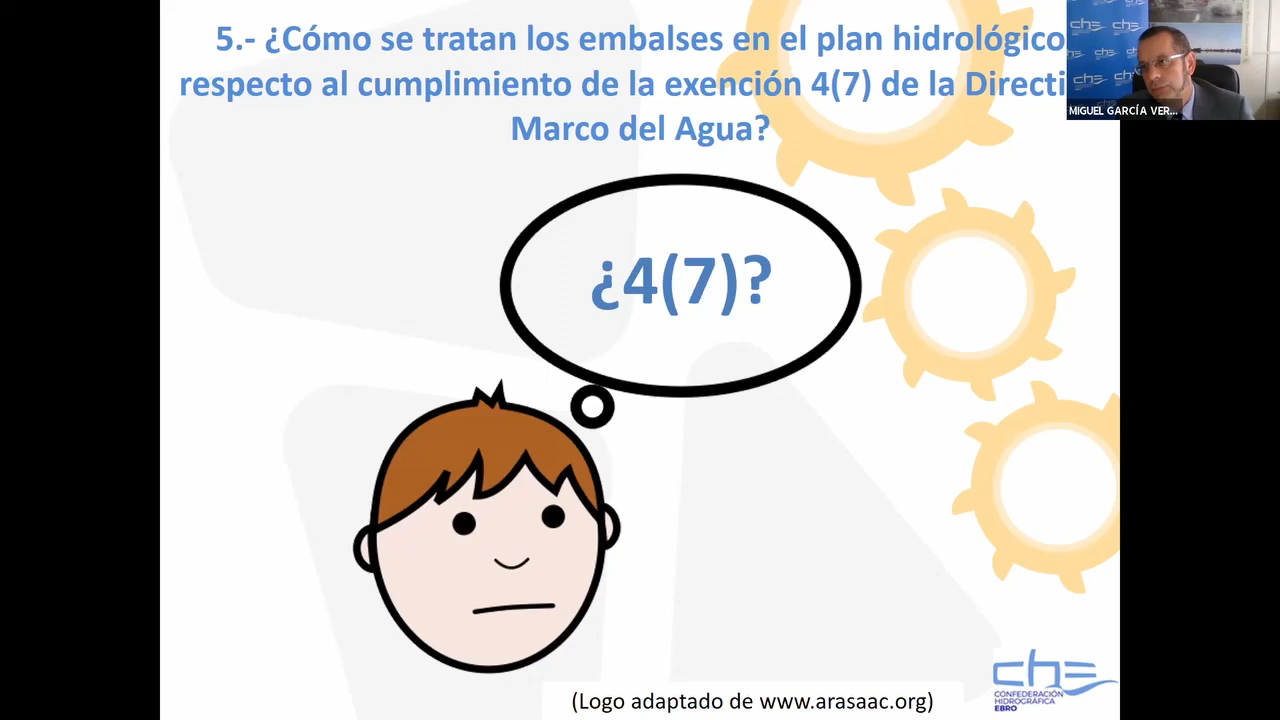 5.- ¿Cómo se tratan los embalses en el plan hidrológico
respecto al cumplimiento de la exención 4(7) de la Directi
Marco del Agua?
MIGUEL GARCÍA VER...
¿4(7)?
che
CONFEDERACIÓN
HIDROGRÁFICA
EBRO
(Logo adaptado de www.arasaac.org)